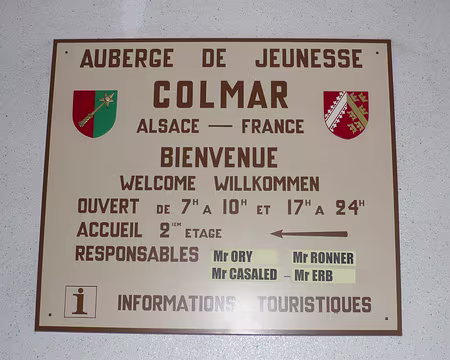 AUBERGE DE JEUNESSE
COLMAR
ALSACE — FRANCE
BIENVENUE
WELCOME WILLKOMMEN
OUVERT DE 7H A 10H ET 17H A 24H
ACCUEIL 2IEM ETAGE
RESPONSABLES Mr ORY Mr RONNER
Mr CASALED – Mr ERB
i INFORMATIONS TOURISTIQUES